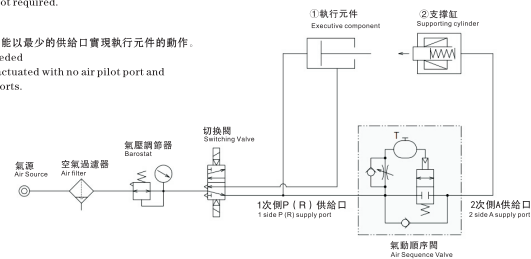 ot required.
能以最少的供給口實現執行元件的動作。
eeded
actuated with no air pilot port and
orts.
①執行元件
Executive component
②支撐缸
Supporting cylinder
切換閥
Switching Valve
氣壓調節器
Barostat
空氣過濾器
Air filter
氣源
Air Source
T
1次側P(R)供給口
1 side P (R) supply port
2次側A供給口
2 side A supply port
氣動順序閥
Air Sequence Valve